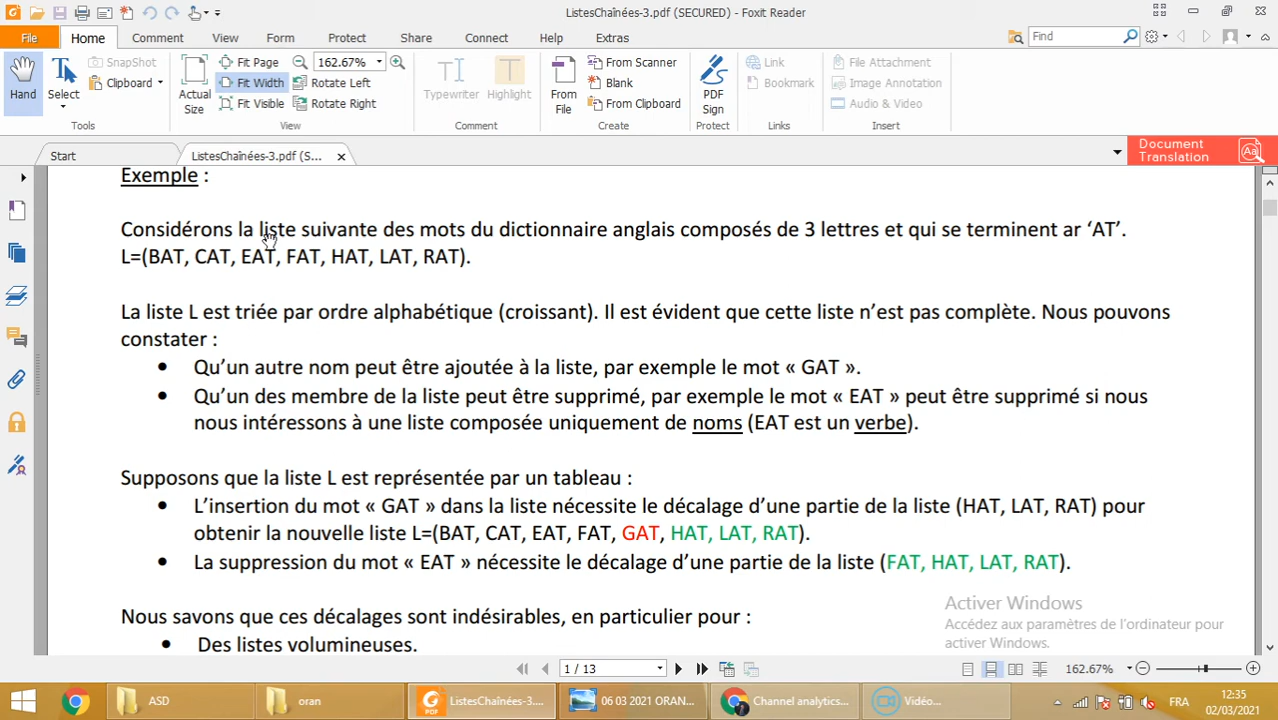 ListesChaînées-3.pdf (SECURED) - Foxit Reader
File Home Comment View Form Protect Share Connect Help Extras Find
Hand
Select
SnapShot
Clipboard
Tools
Actual Size
Fit Page
Fit Width
Fit Visible
162.67%
Rotate Left
Rotate Right
View
Typewriter
Highlight
Comment
From File
From Scanner
Blank
From Clipboard
Create
PDF Sign
Protect
Link
Bookmark
Links
File Attachment
Image Annotation
Audio & Video
Insert
Start
ListesChaînées-3.pdf (S...
Document Translation
Exemple :
Considérons la liste suivante des mots du dictionnaire anglais composés de 3 lettres et qui se terminent ar ‘AT’.
L=(BAT, CAT, EAT, FAT, HAT, LAT, RAT).
La liste L est triée par ordre alphabétique (croissant). Il est évident que cette liste n’est pas complète. Nous pouvons
constater :
• Qu’un autre nom peut être ajoutée à la liste, par exemple le mot « GAT ».
• Qu’un des membre de la liste peut être supprimé, par exemple le mot « EAT » peut être supprimé si nous
nous intéressons à une liste composée uniquement de noms (EAT est un verbe).
Supposons que la liste L est représentée par un tableau :
• L’insertion du mot « GAT » dans la liste nécessite le décalage d’une partie de la liste (HAT, LAT, RAT) pour
obtenir la nouvelle liste L=(BAT, CAT, EAT, FAT, GAT, HAT, LAT, RAT).
• La suppression du mot « EAT » nécessite le décalage d’une partie de la liste (FAT, HAT, LAT, RAT).
Nous savons que ces décalages sont indésirables, en particulier pour :
• Des listes volumineuses.
Activer Windows
Accédez aux paramètres de l’ordinateur pour
activer Windows.
1 / 13
162.67%
ASD
oran
ListesChaînées-3....
06 03 2021 ORAN...
Channel analytics...
Vidéo...
FR
12:35
02/03/2021